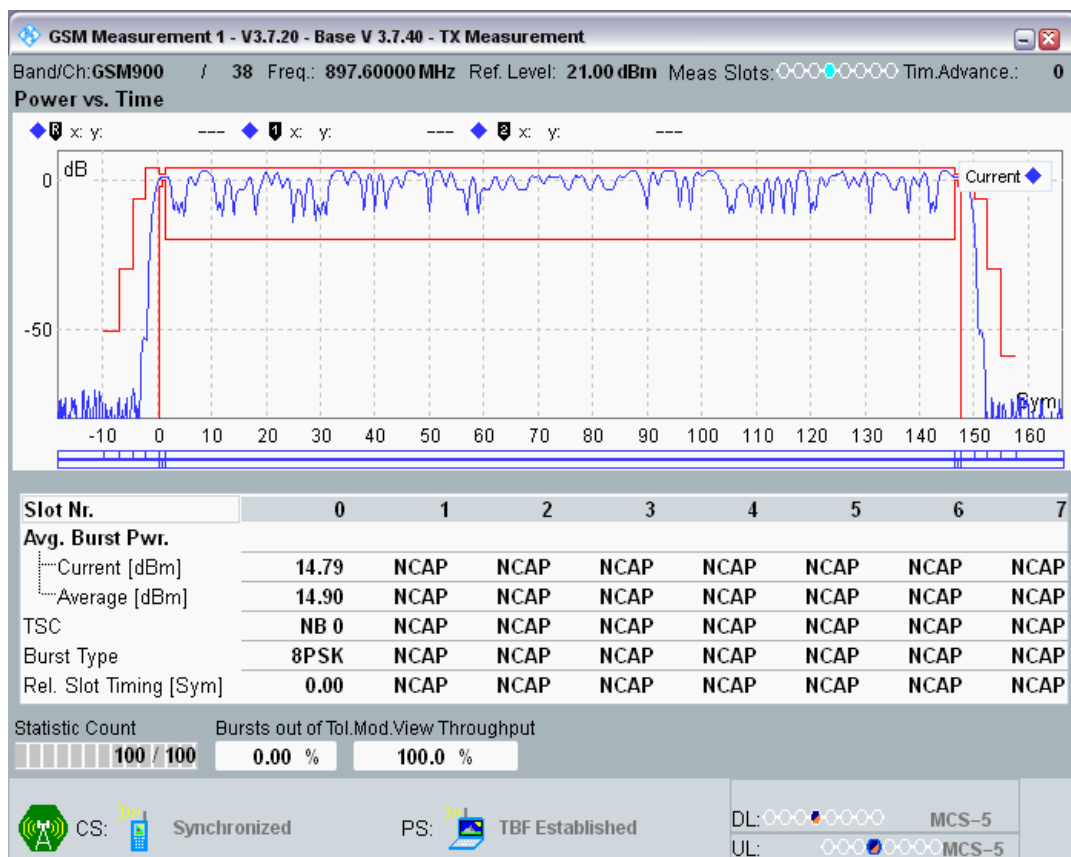 GSM Measurement 1 - V3.7.20 - Base V 3.7.40 - TX Measurement
Band/Ch:GSM900 / 38 Freq.: 897.60000 MHz Ref. Level: 21.00 dBm Meas Slots: Tim.Advance.: 0
Power vs. Time
R x: y: --- 1 x: y: --- 2 x: y: ---
dB
Current
0
-50
Sym
-10 0 10 20 30 40 50 60 70 80 90 100 110 120 130 140 150 160
Slot Nr. 0 1 2 3 4 5 6 7
Avg. Burst Pwr.
Current [dBm] 14.79 NCAP NCAP NCAP NCAP NCAP NCAP NCAP
Average [dBm] 14.90 NCAP NCAP NCAP NCAP NCAP NCAP NCAP
TSC NB 0 NCAP NCAP NCAP NCAP NCAP NCAP NCAP
Burst Type 8PSK NCAP NCAP NCAP NCAP NCAP NCAP NCAP
Rel. Slot Timing [Sym] 0.00 NCAP NCAP NCAP NCAP NCAP NCAP NCAP
Statistic Count Bursts out of Tol.Mod.View Throughput
100 / 100 0.00 % 100.0 %
CS: Synchronized PS: TBF Established DL: MCS-5
UL: MCS-5